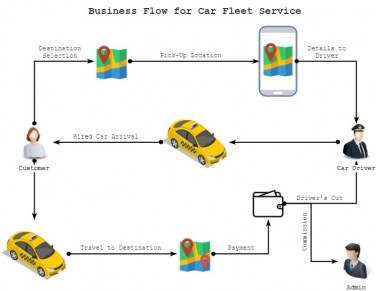 Business Flow for Car Fleet Service
Destination
Selection
Pick-Up Location
Details to
Driver
Hired Car Arrival
Customer
Car Driver
Driver's Cut
Travel to Destination
Payment
Commission
Admin